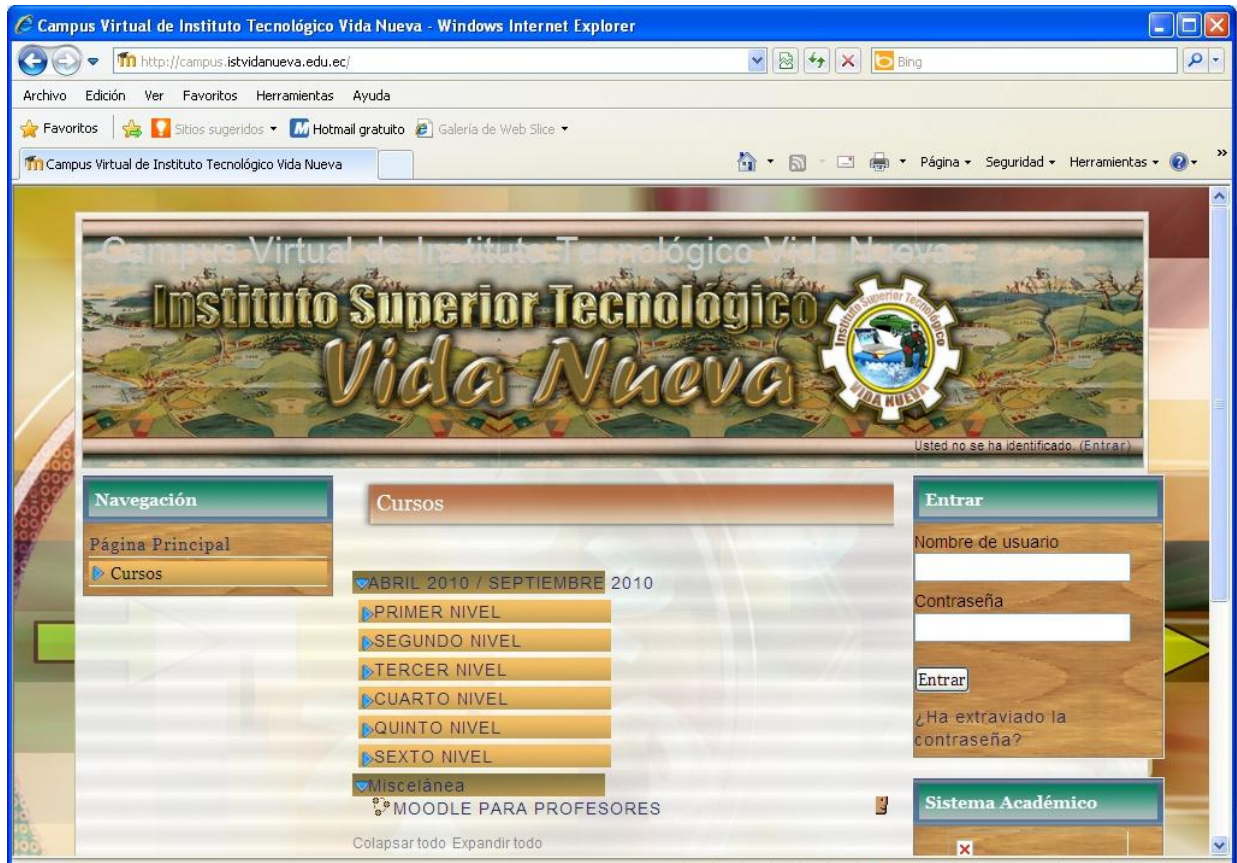 Campus Virtual de Instituto Tecnológico Vida Nueva - Windows Internet Explorer
http://campus.istvidanueva.edu.ec/
Bing
Archivo Edición Ver Favoritos Herramientas Ayuda
Favoritos Sitios sugeridos Hotmail gratuito Galería de Web Slice
Campus Virtual de Instituto Tecnológico Vida Nueva
Página Seguridad Herramientas
Campus Virtual de Instituto Tecnológico Vida Nueva
Instituto Superior Tecnológico
Vida Nueva
Instituto Superior Tecnológico
VIDA NUEVA
Usted no se ha identificado. (Entrar)
Navegación
Página Principal
Cursos
Cursos
ABRIL 2010 / SEPTIEMBRE 2010
PRIMER NIVEL
SEGUNDO NIVEL
TERCER NIVEL
CUARTO NIVEL
QUINTO NIVEL
SEXTO NIVEL
Miscelánea
MOODLE PARA PROFESORES
Colapsar todo Expandir todo
Entrar
Nombre de usuario
Contraseña
Entrar
¿Ha extraviado la
contraseña?
Sistema Académico